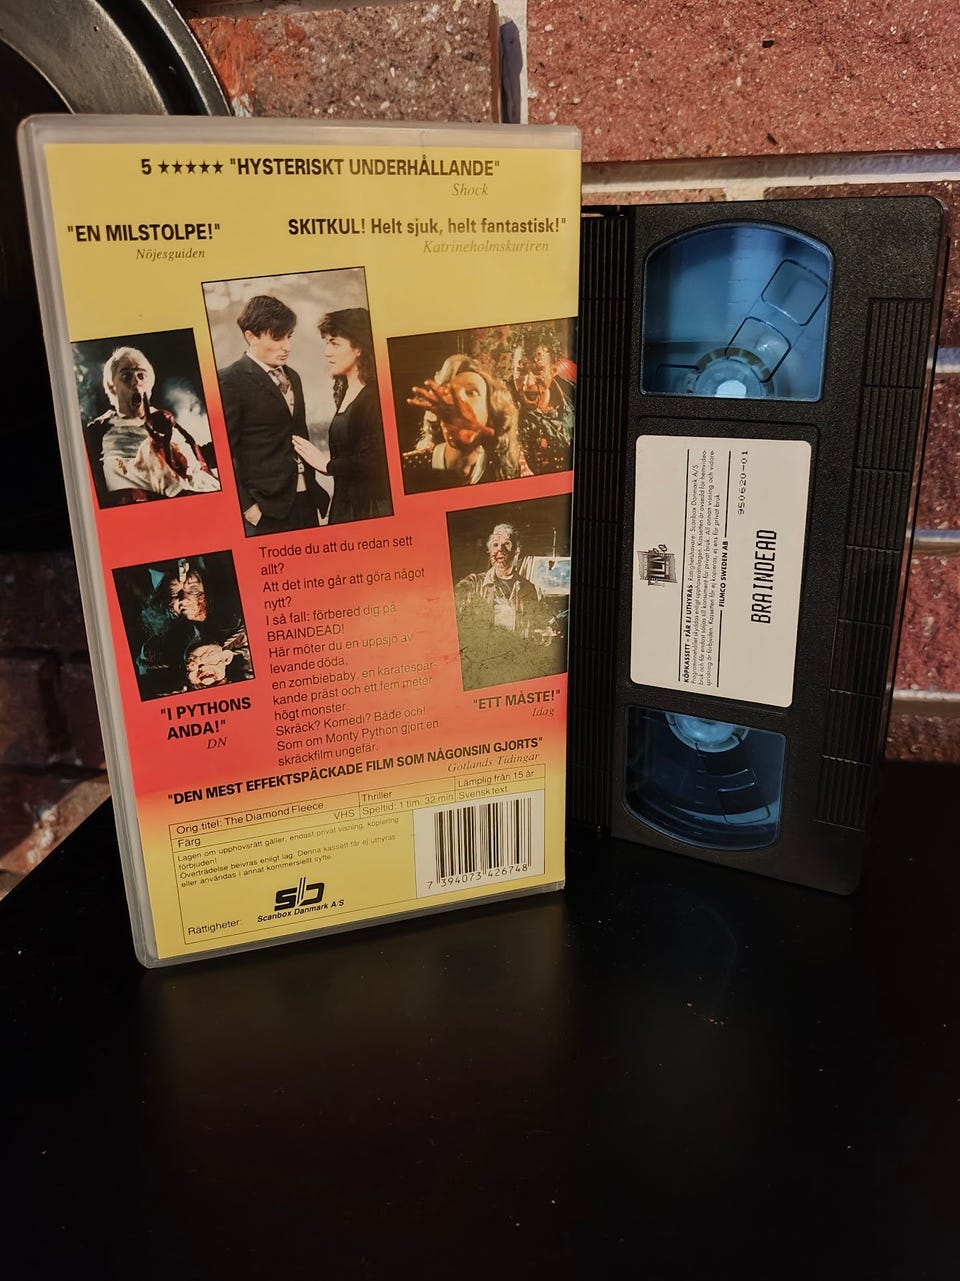 5 ★★★★★ "HYSTERISKT UNDERHÅLLANDE"
Shock
"EN MILSTOLPE!"
Nöjesguiden
SKITKUL! Helt sjuk, helt fantastisk!"
Katrineholmskuriren
Trodde du att du redan sett
allt?
Att det inte går att göra något
nytt?
I så fall: förbered dig på
BRAINDEAD!
Här möter du en uppsjö av
levande döda,
en zombiebaby, en karatespar-
kande präst och ett fem meter
högt monster.
Skräck? Komedi? Både och!
Som om Monty Python gjort en
skräckfilm ungefär.
"I PYTHONS
ANDA!"
DN
"ETT MÅSTE!"
Idag
"DEN MEST EFFEKTSPÄCKADE FILM SOM NÅGONSIN GJORTS"
Gotlands Tidingar
Orig.titel: The Diamond Fleece
Thriller
Lämplig från 15 år
Färg
VHS
Speltid: 1 tim. 32 min
Svensk text
Lagen om upphovsrätt gäller, endast privat visning, kopiering
förbjuden!
Överträdelse beivras enligt lag. Denna kassett får ej uthyras
eller användas i annat kommersiellt syfte.
Rättigheter:
Scanbox Danmark A/S
7 394073 426748
KÖPKASSETT - FÅR EJ UTHYRAS Rättighetshavare: Scanbox Danmark A/S
FILMCO SWEDEN AB
950620-01
BRAINDEAD